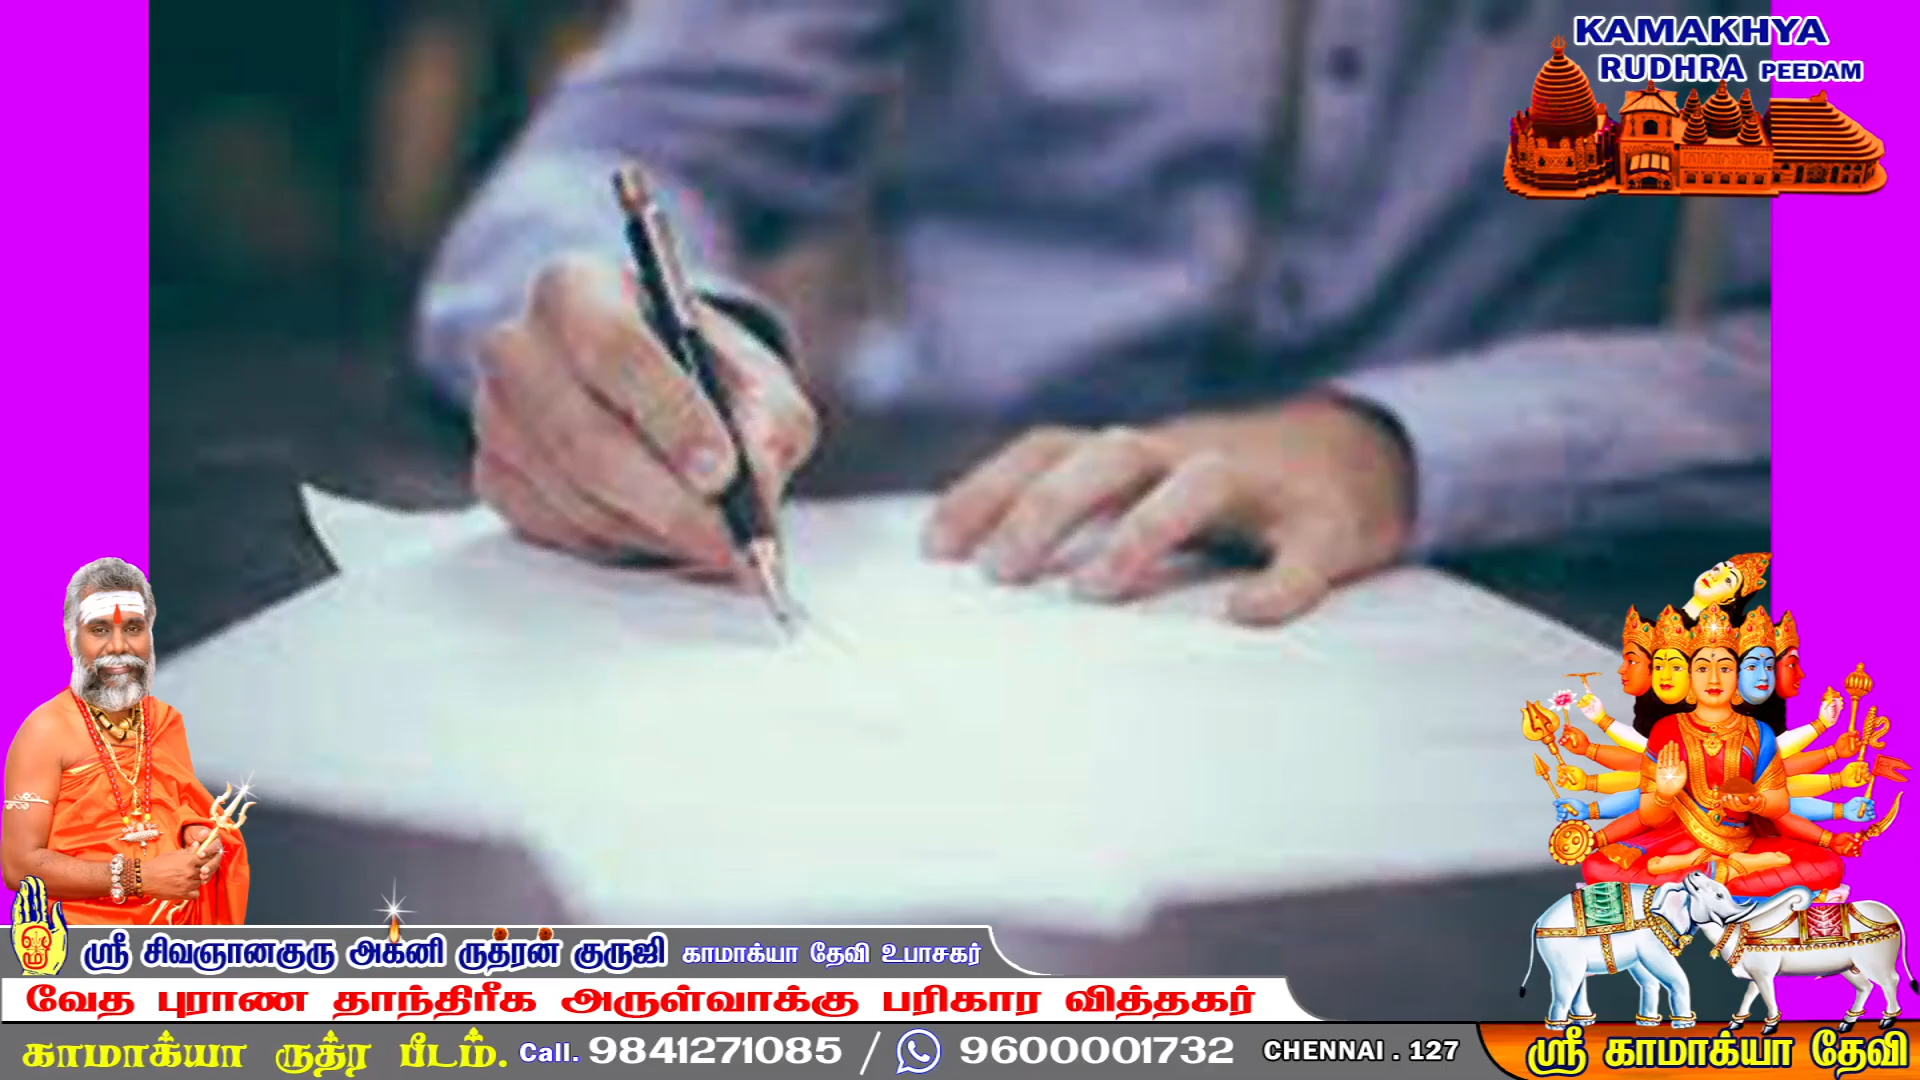 KAMAKHYA
RUDHRA PEEDAM
ஸ்ரீ சிவஞானகுரு அக்னி ருத்ரன் குருஜி காமாக்யா தேவி உபாசகர்
வேத புராண தாந்திரீக அருள்வாக்கு பரிகார வித்தகர்
காமாக்யா ருத்ர பீடம். Call. 9841271085 / 9600001732 CHENNAI . 127
ஸ்ரீ காமாக்யா தேவி